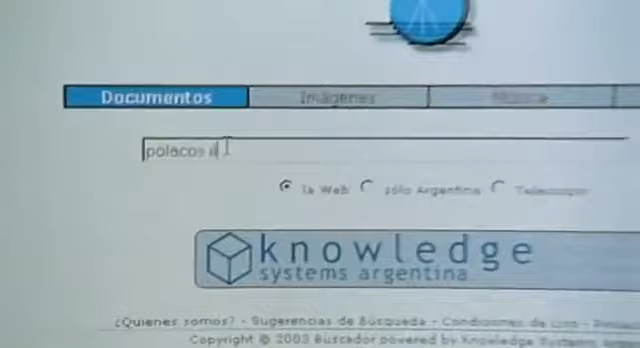 Documentos Imágenes Música
polacos il
la Web sólo Argentina
knowledge
systems argentina
¿Quienes somos? - Sugerencias de Búsqueda - Condiciones de Uso -
Copyright © 2003 Buscador powered by Knowledge Systems